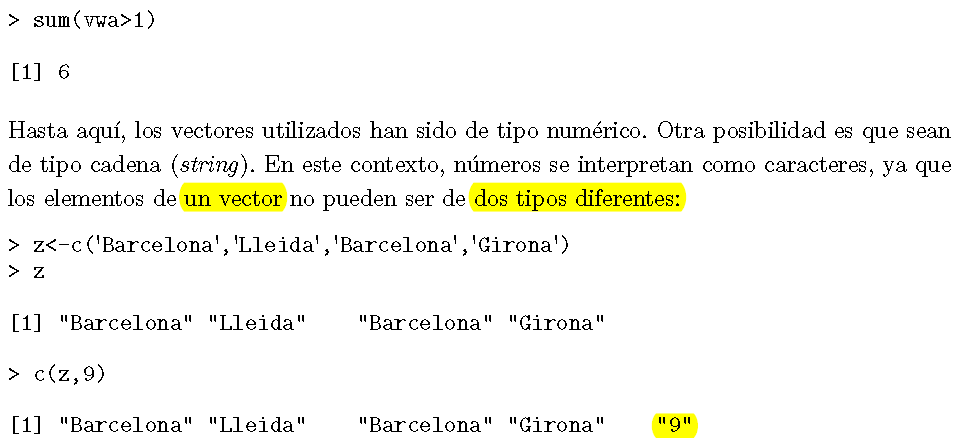 > sum(vwa>1)
[1] 6
Hasta aquí, los vectores utilizados han sido de tipo numérico. Otra posibilidad es que sean
de tipo cadena (string). En este contexto, números se interpretan como caracteres, ya que
los elementos de un vector no pueden ser de dos tipos diferentes:
> z<-c('Barcelona','Lleida','Barcelona','Girona')
> z
[1] "Barcelona" "Lleida"    "Barcelona" "Girona"
> c(z,9)
[1] "Barcelona" "Lleida"    "Barcelona" "Girona"    "9"